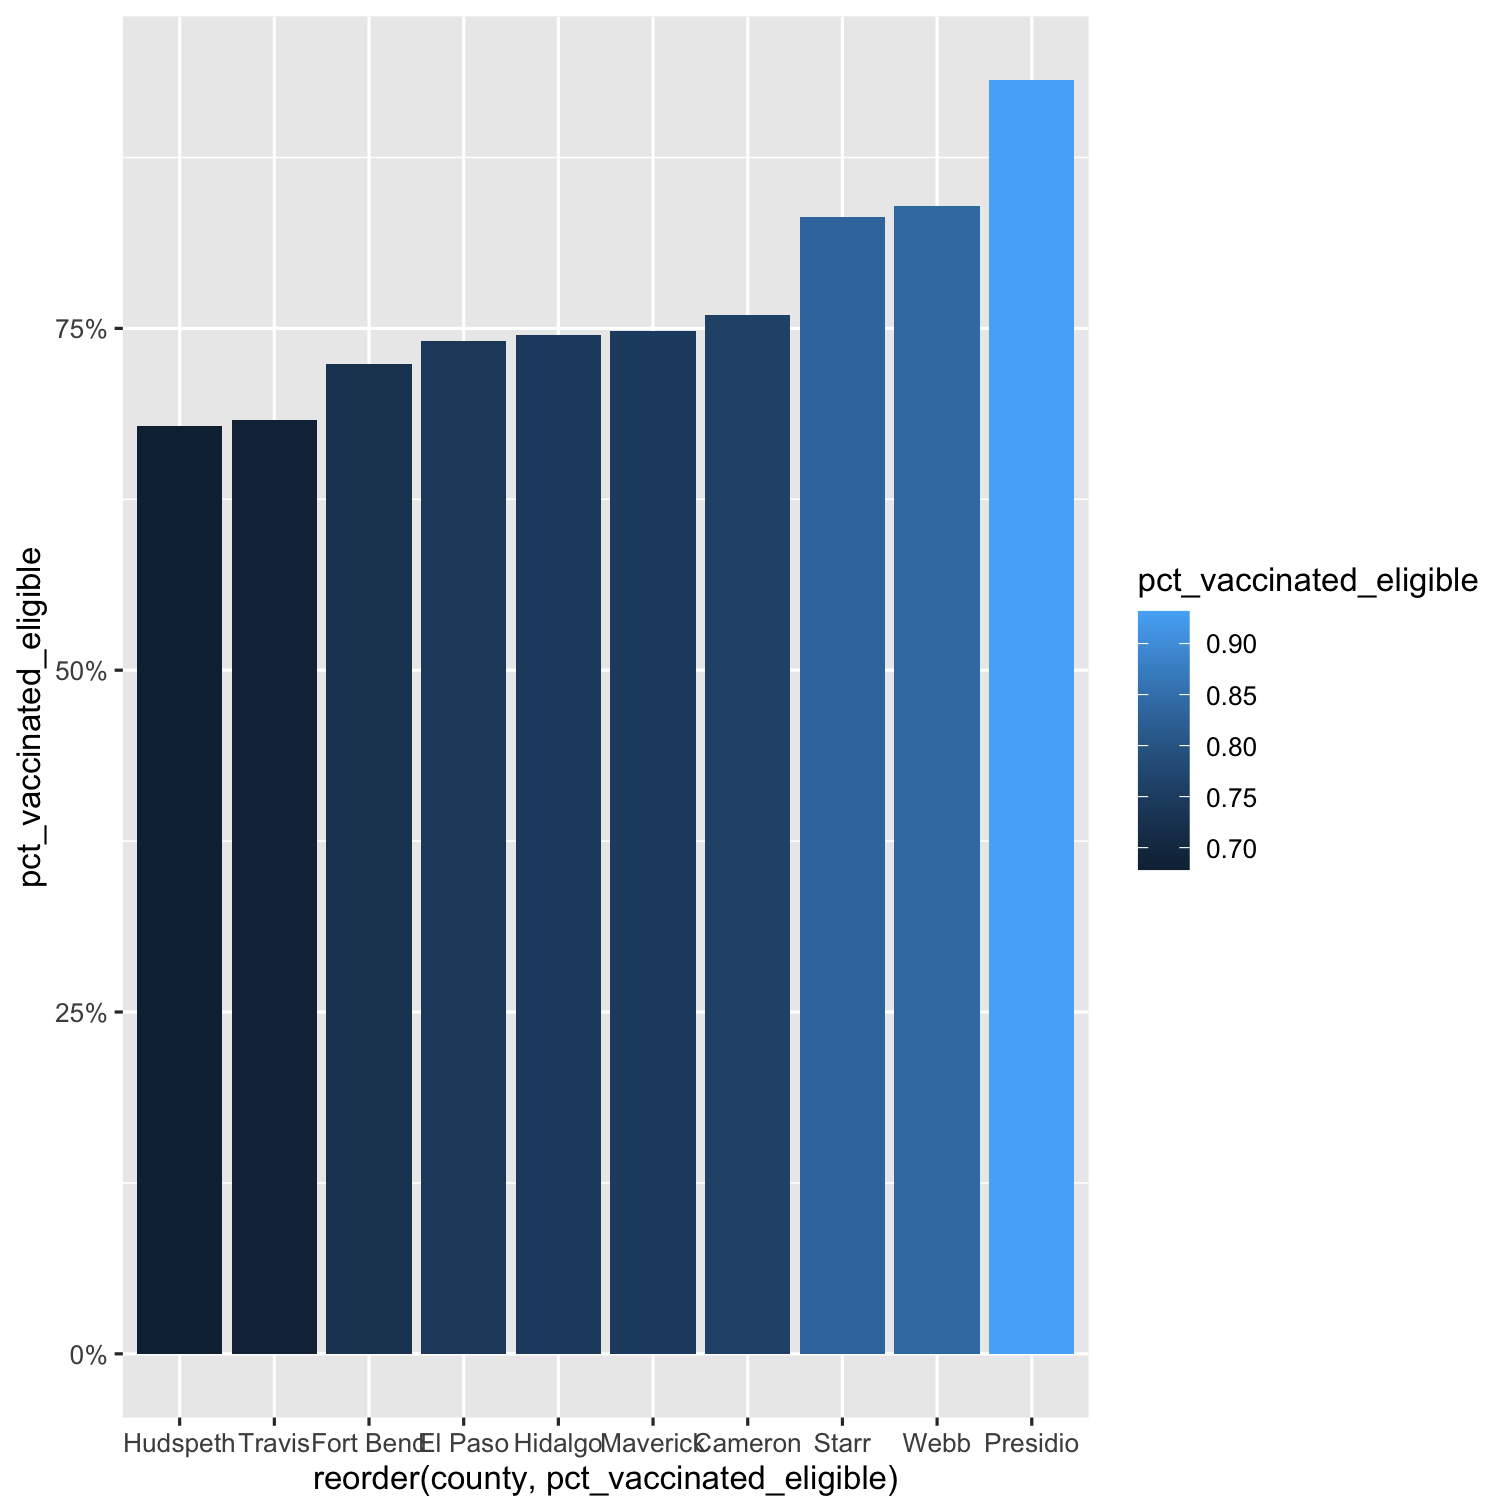 pct_vaccinated_eligible
75%
50%
25%
0%
Hudspeth Travis Fort Bend El Paso Hidalgo Maverick Cameron Starr Webb Presidio
reorder(county, pct_vaccinated_eligible)
pct_vaccinated_eligible
0.90
0.85
0.80
0.75
0.70